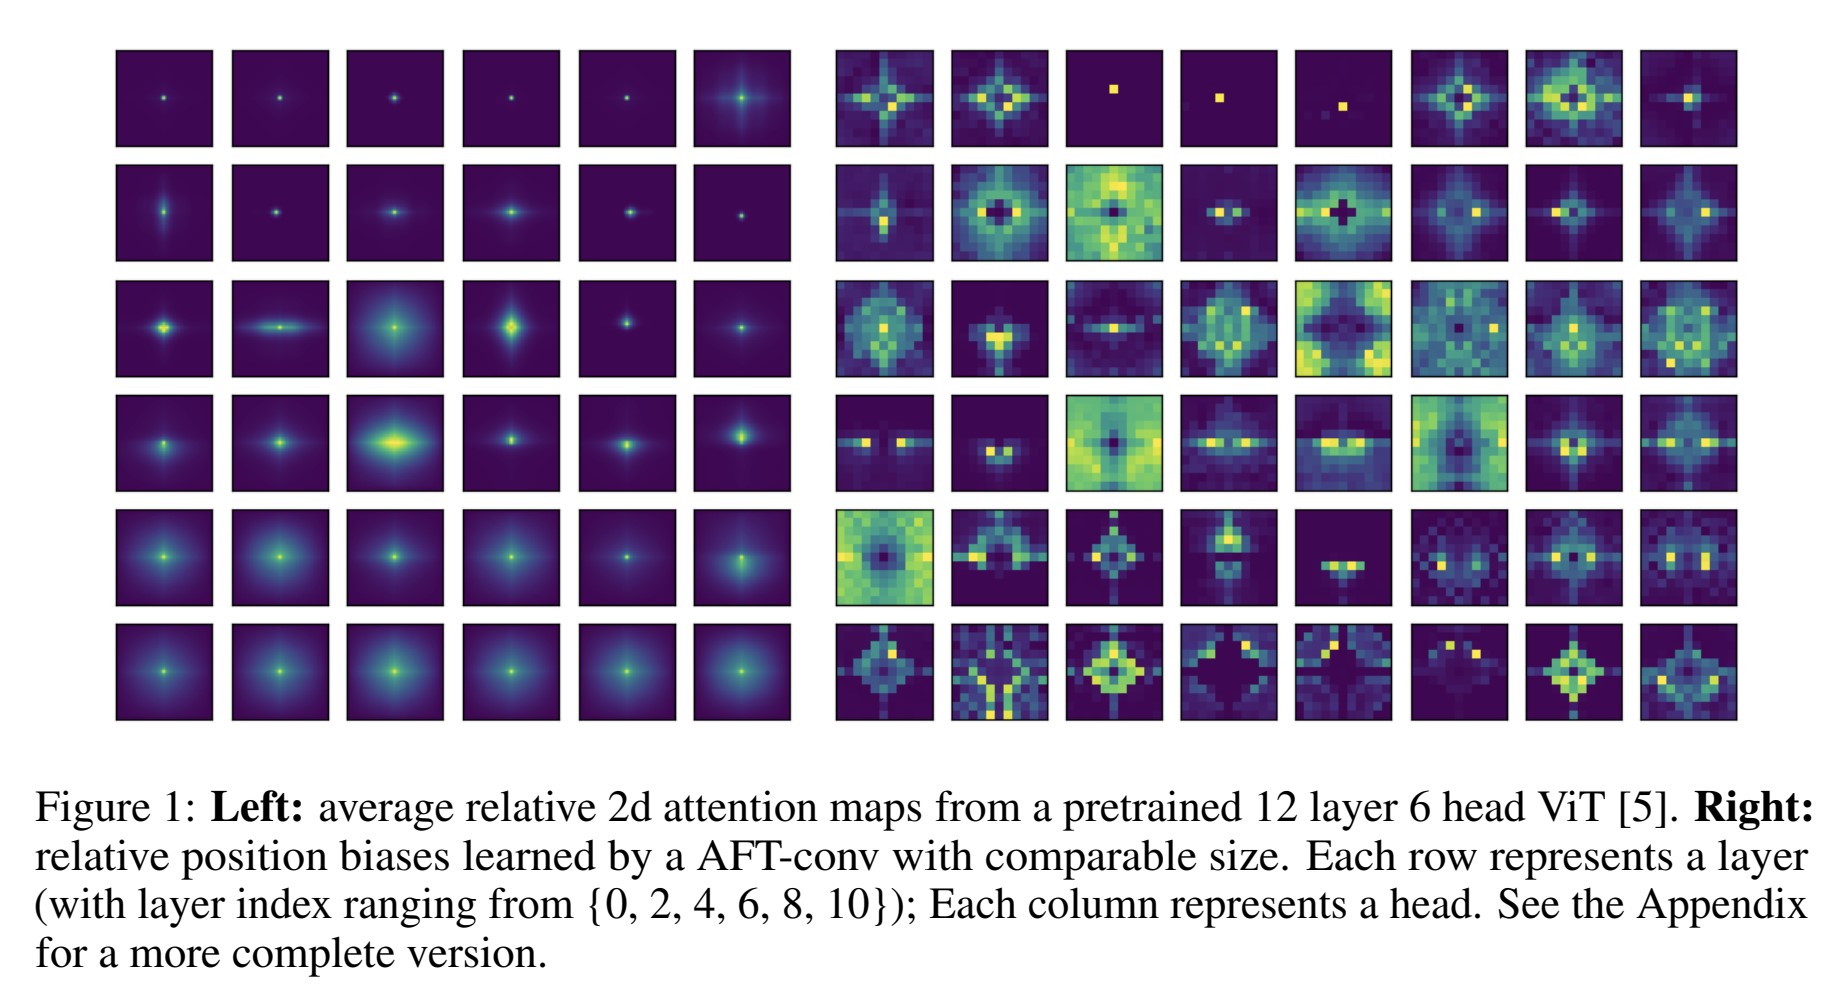 Figure 1: Left: average relative 2d attention maps from a pretrained 12 layer 6 head ViT [5]. Right:
relative position biases learned by a AFT-conv with comparable size. Each row represents a layer
(with layer index ranging from {0, 2, 4, 6, 8, 10}); Each column represents a head. See the Appendix
for a more complete version.